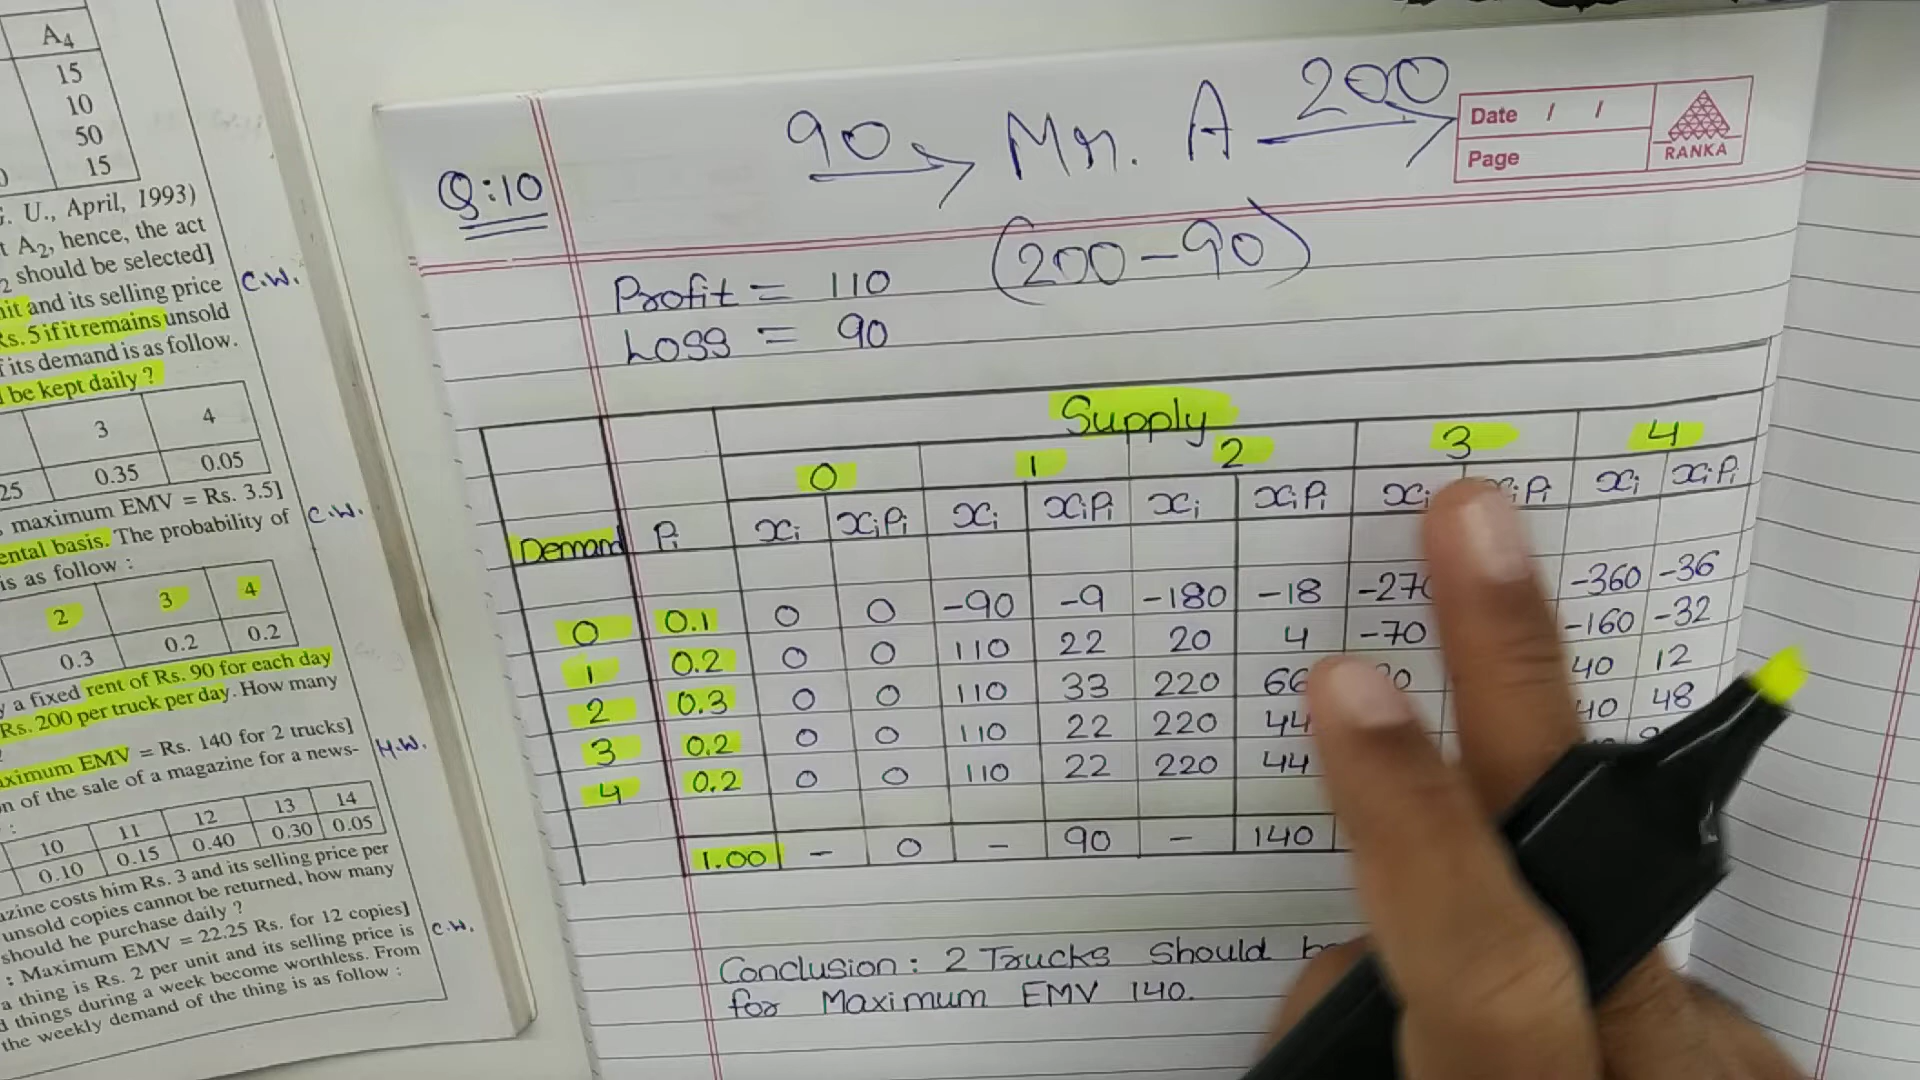 A4
15
10
50
15
G. U., April, 1993)
A2, hence, the act
2 should be selected]
and its selling price
Rs. 5 if it remains unsold
its demand is as follow.
be kept daily ?
C.W.
3 4
25 0.35 0.05
maximum EMV = Rs. 3.5]
C.W.
basis. The probability of
is as follow :
2 3 4
0.3 0.2 0.2
a fixed rent of Rs. 90 for each day
Rs. 200 per truck per day. How many
EMV = Rs. 140 for 2 trucks]
H.W.
of the sale of a magazine for a news-
10 11 12 13 14
0.10 0.15 0.40 0.30 0.05
costs him Rs. 3 and its selling price per
unsold copies cannot be returned, how many
should he purchase daily ?
: Maximum EMV = 22.25 Rs. for 12 copies]
C.W.
a thing is Rs. 2 per unit and its selling price is
things during a week become worthless. From
the weekly demand of the thing is as follow :
90 → Mr. A → 200
Date / /
Page
RANKA
Q:10
Profit = 110 (200 - 90)
Loss = 90
Supply
0 1 2 3 4
Demand Pi xi xiPi xi xiPi xi xiPi xi xiPi xi xiPi
0 0.1 0 0 -90 -9 -180 -18 -360 -36
1 0.2 0 0 110 22 20 4 -70 -160 -32
2 0.3 0 0 110 33 220 66 40 12
3 0.2 0 0 110 22 220 44 48
4 0.2 0 0 110 22 220 44
1.00 - 0 - 90 - 140
Conclusion : 2 Trucks should
for Maximum EMV 140.